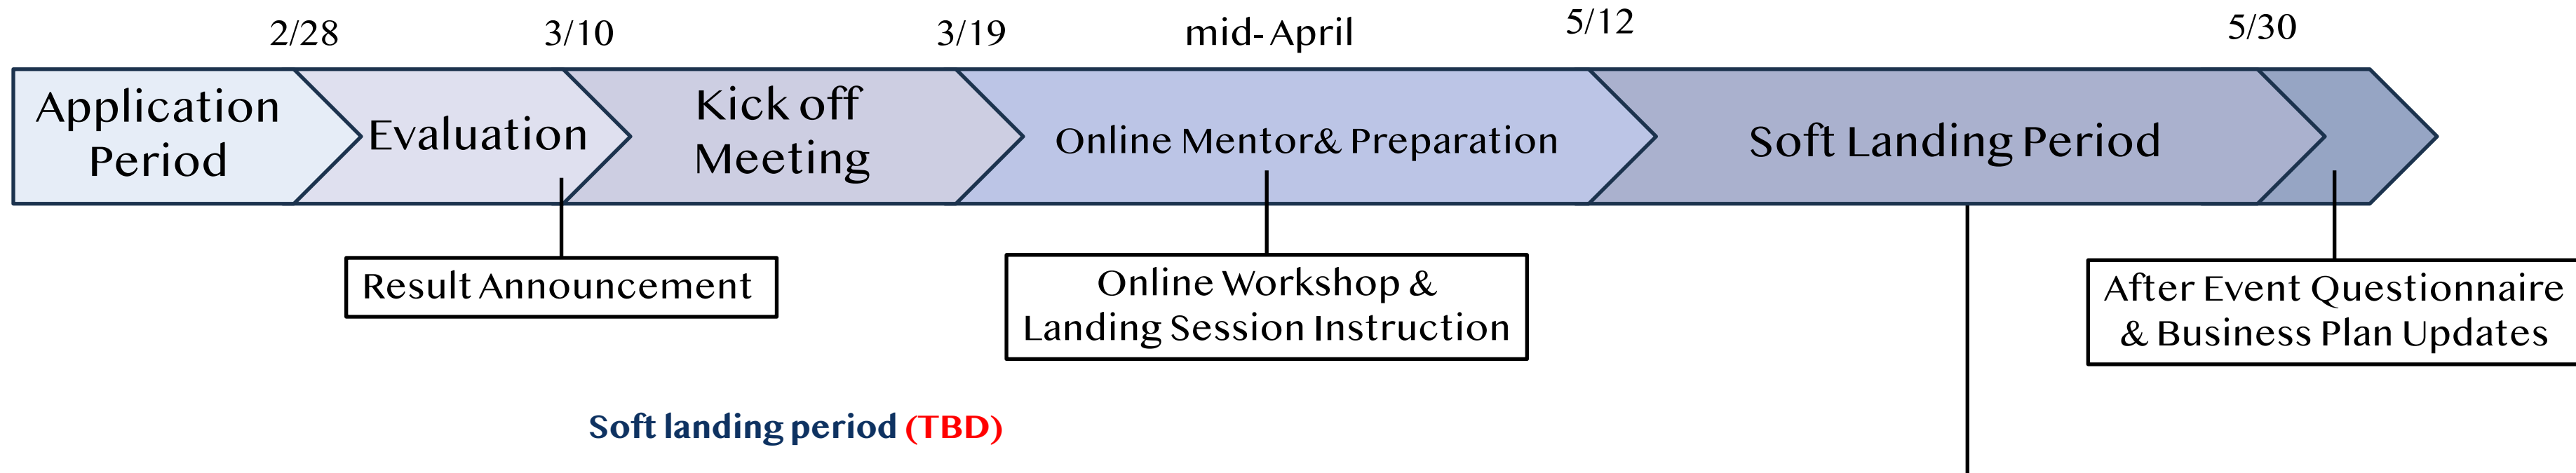 2/28
3/10
3/19
mid-April
5/12
5/30
Application
Period
Evaluation
Kick off
Meeting
Online Mentor& Preparation
Soft Landing Period
Result Announcement
Online Workshop &
Landing Session Instruction
After Event Questionnaire
& Business Plan Updates
Soft landing period (TBD)